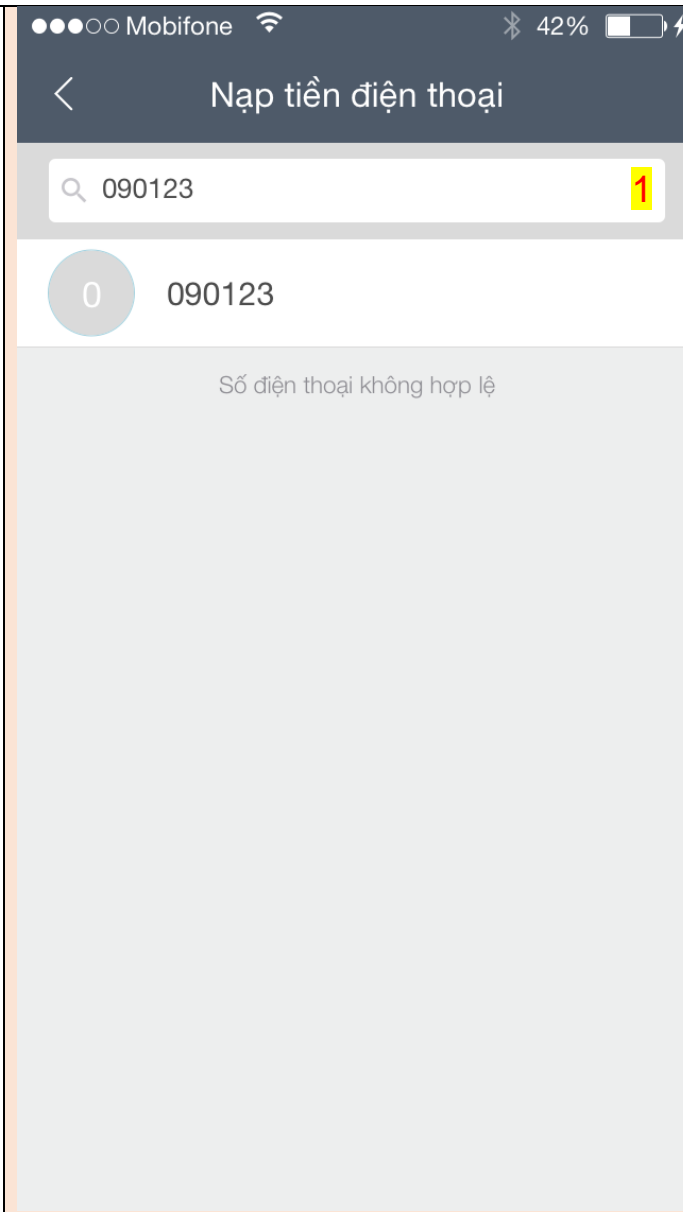 Mobifone 42%
Nạp tiền điện thoại
090123 1
0 090123
Số điện thoại không hợp lệ